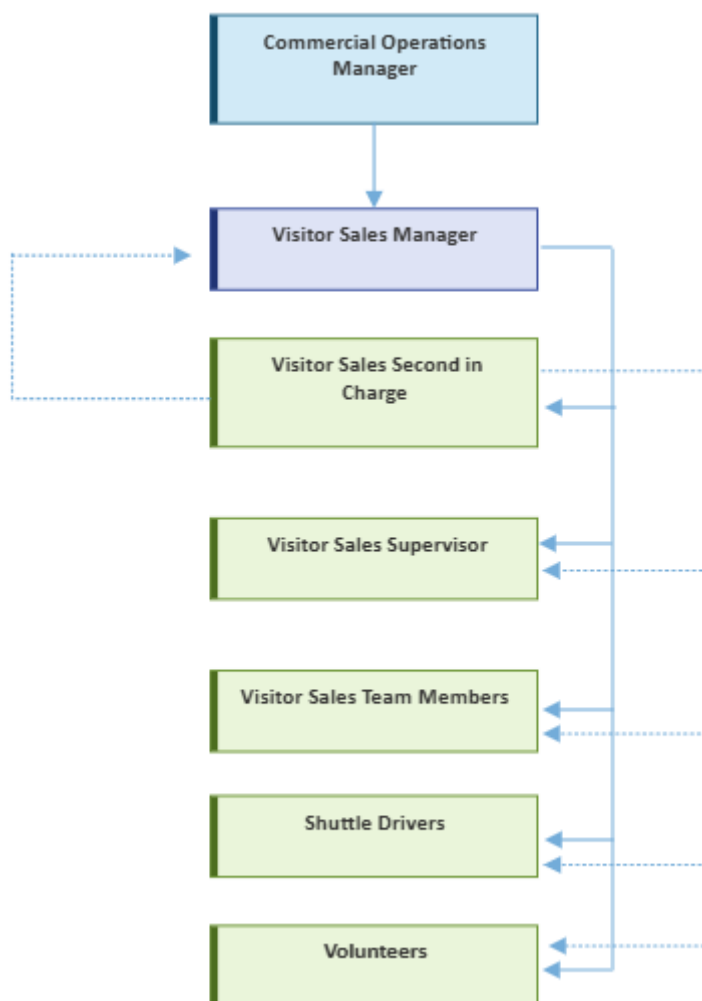 Commercial Operations
Manager
Visitor Sales Manager
Visitor Sales Second in
Charge
Visitor Sales Supervisor
Visitor Sales Team Members
Shuttle Drivers
Volunteers